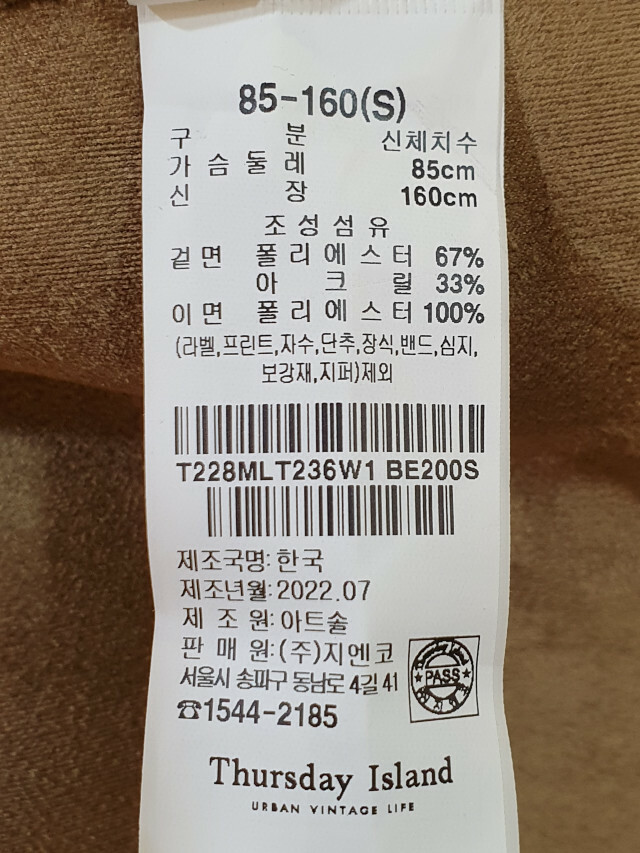 85-160(S)
구 분 신체치수
가슴둘레 85cm
신 장 160cm
조성섬유
겉면 폴리에스터 67%
아 크 릴 33%
이면 폴리에스터 100%
(라벨,프린트,자수,단추,장식,밴드,심지,
보강재,지퍼)제외
T228MLT236W1 BE200S
제조국명:한국
제조년월:2022.07
제 조 원:아트솔
판 매 원:(주)지엔코
서울시 송파구 동남로 4길 41
☎1544-2185
PASS
Thursday Island
URBAN VINTAGE LIFE